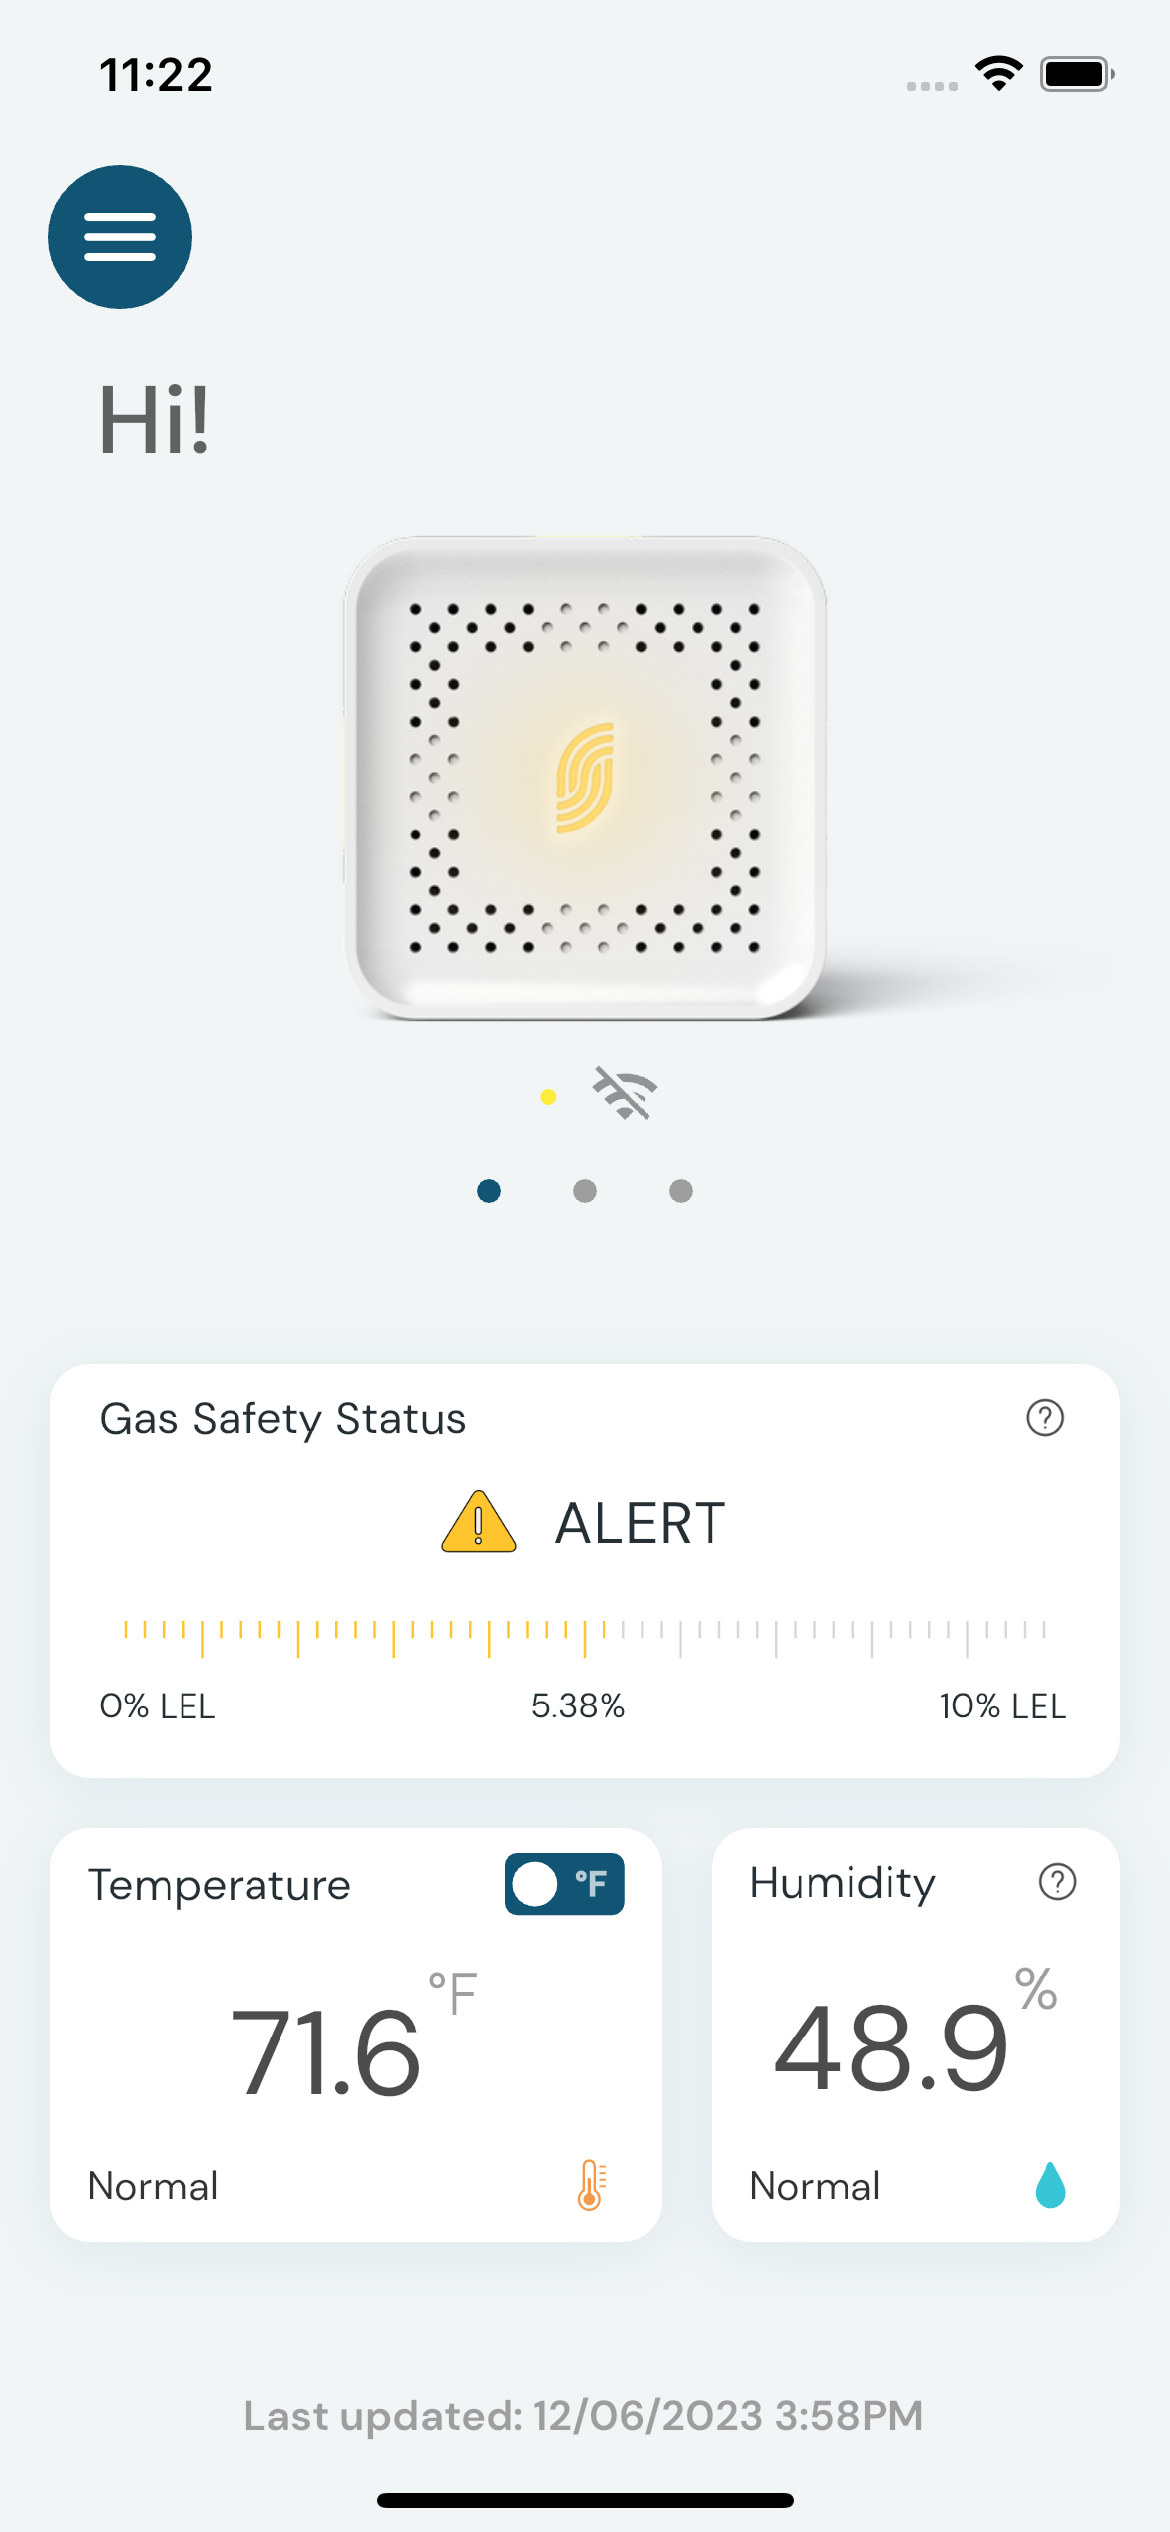 11:22
Hi!
Gas Safety Status
ALERT
0% LEL 5.38% 10% LEL
Temperature °F
71.6 °F
Normal
Humidity
48.9 %
Normal
Last updated: 12/06/2023 3:58PM